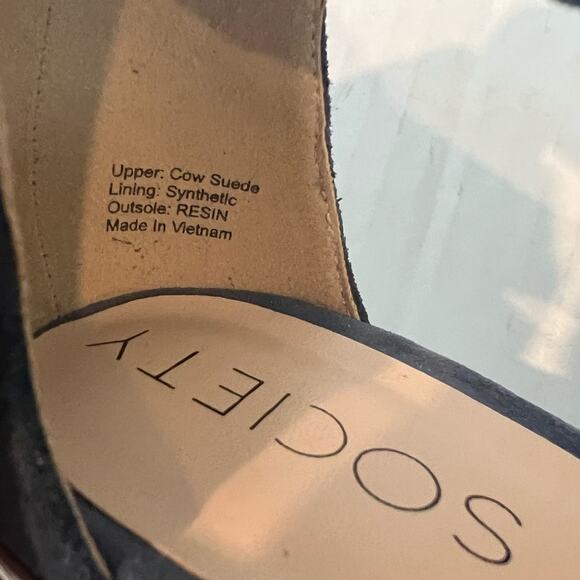 Upper: Cow Suede
Lining: Synthetic
Outsole: RESIN
Made In Vietnam
SOCIETY